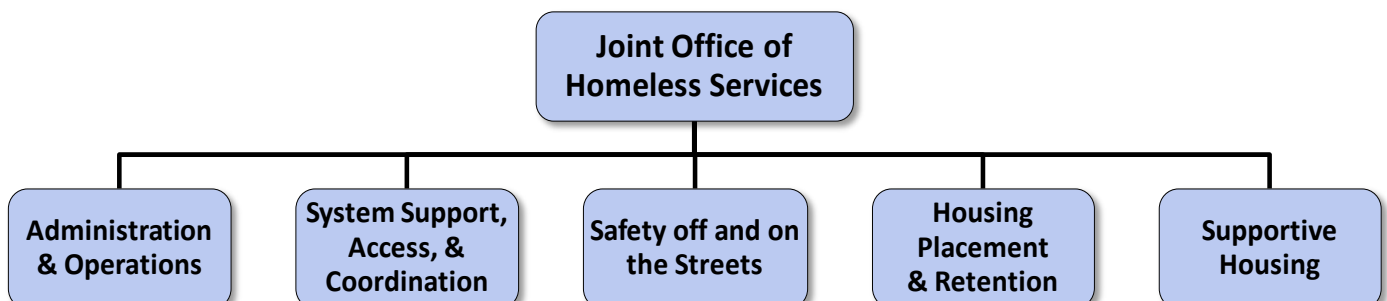 Joint Office of
Homeless Services
Administration
& Operations
System Support,
Access, &
Coordination
Safety off and on
the Streets
Housing
Placement
& Retention
Supportive
Housing